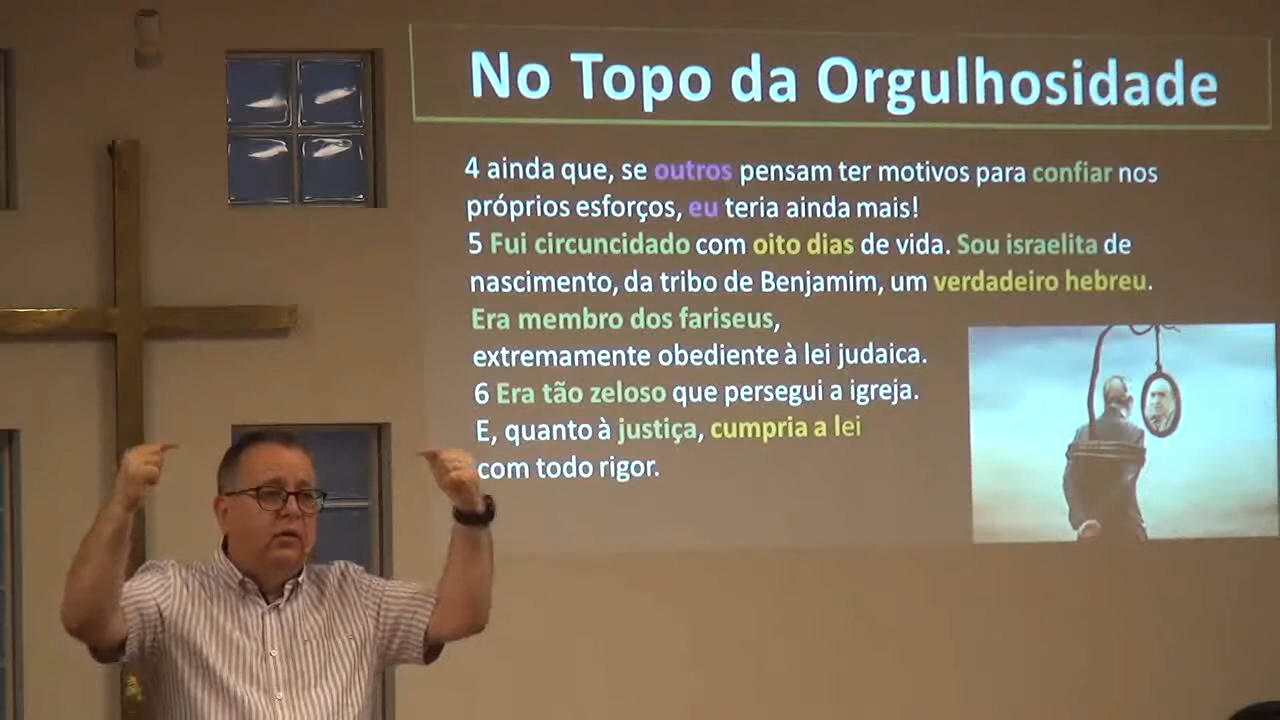 No Topo da Orgulhosidade
4 ainda que, se outros pensam ter motivos para confiar nos
próprios esforços, eu teria ainda mais!
5 Fui circuncidado com oito dias de vida. Sou israelita de
nascimento, da tribo de Benjamim, um verdadeiro hebreu.
Era membro dos fariseus,
extremamente obediente à lei judaica.
6 Era tão zeloso que persegui a igreja.
E, quanto à justiça, cumpria a lei
com todo rigor.